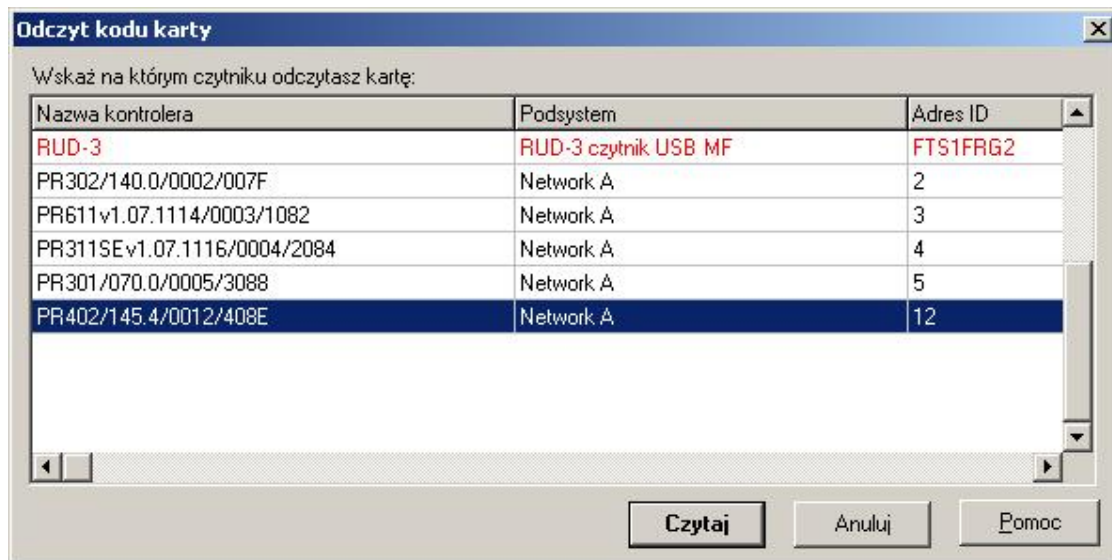 Odczyt kodu karty
Wskaż na którym czytniku odczytasz kartę:
Nazwa kontrolera Podsystem Adres ID
RUD-3 RUD-3 czytnik USB MF FTS1FRG2
PR302/140.0/0002/007F Network A 2
PR611v1.07.1114/0003/1082 Network A 3
PR311SEv1.07.1116/0004/2084 Network A 4
PR301/070.0/0005/3088 Network A 5
PR402/145.4/0012/408E Network A 12
Czytaj Anuluj Pomoc